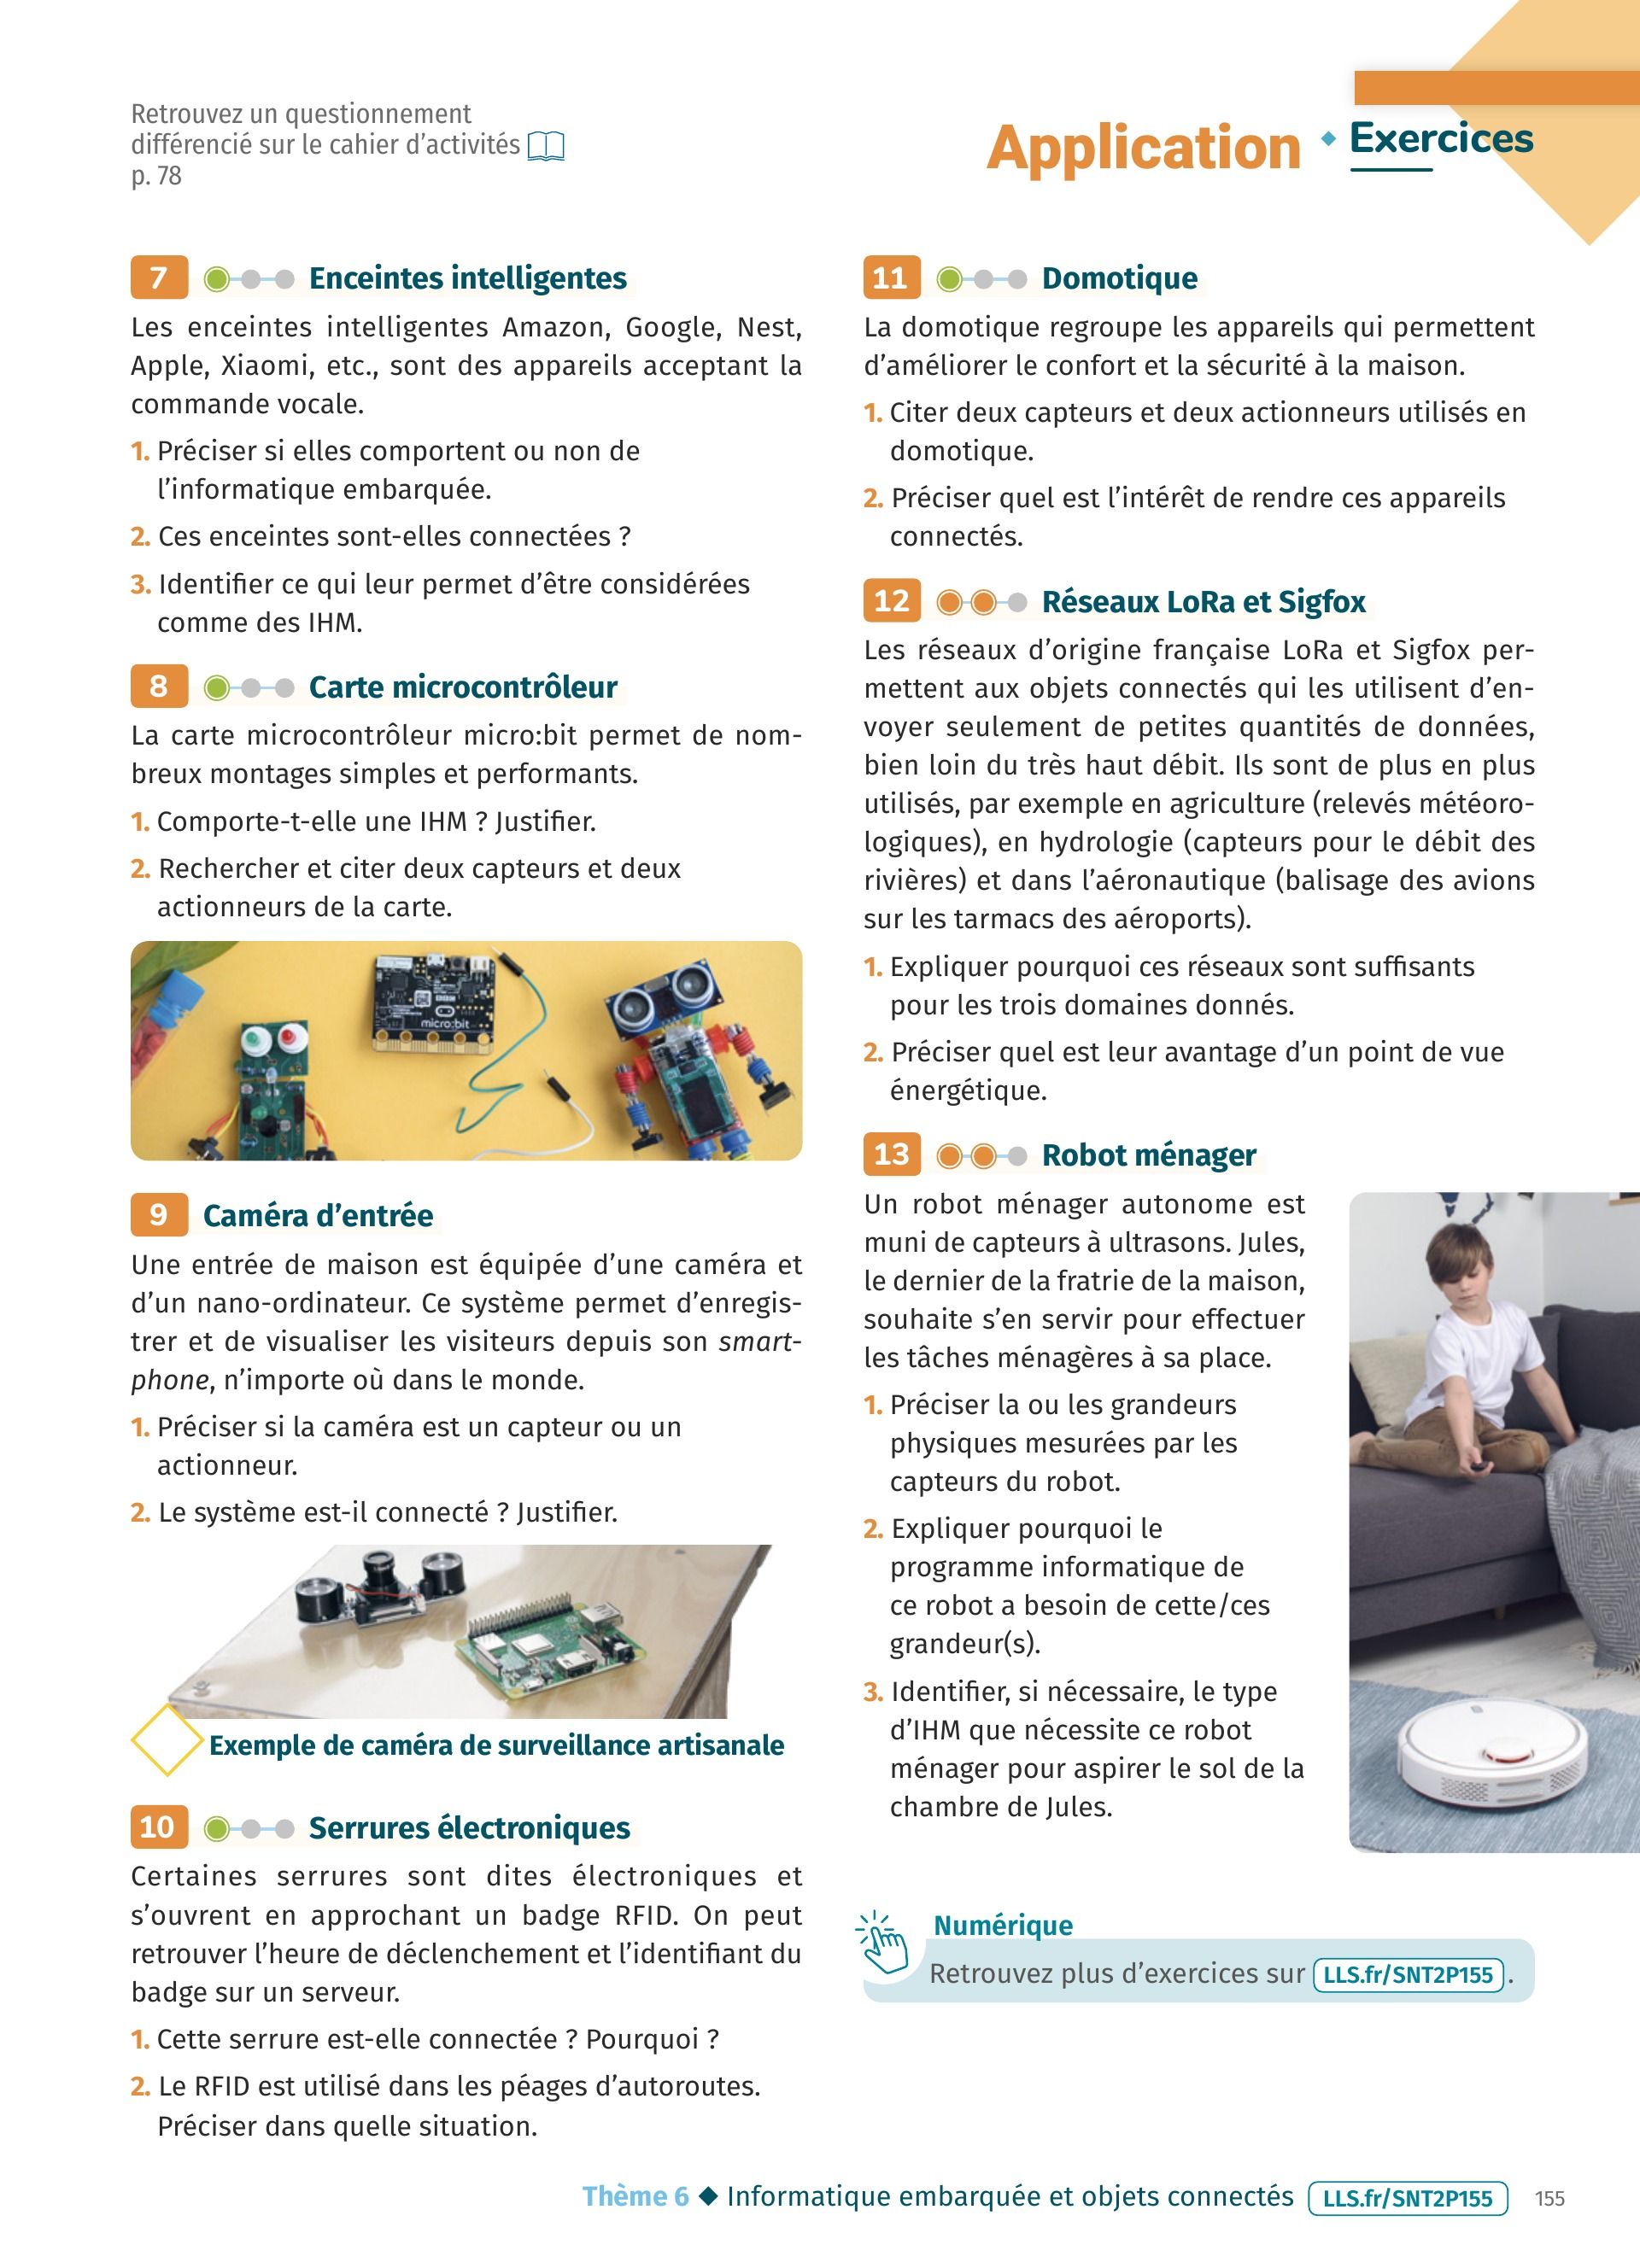 Retrouvez un questionnement
différencié sur le cahier d'activités
p. 78
Application
Exercices
7 Enceintes intelligentes
Les enceintes intelligentes Amazon, Google, Nest,
Apple, Xiaomi, etc., sont des appareils acceptant la
commande vocale.
1. Préciser si elles comportent ou non de
l'informatique embarquée.
2. Ces enceintes sont-elles connectées ?
3. Identifier ce qui leur permet d'être considérées
comme des IHM.
8 Carte microcontrôleur
La carte microcontrôleur micro:bit permet de nom-
breux montages simples et performants.
1. Comporte-t-elle une IHM ? Justifier.
2. Rechercher et citer deux capteurs et deux
actionneurs de la carte.
micro:bit
9 Caméra d'entrée
Une entrée de maison est équipée d'une caméra et
d'un nano-ordinateur. Ce système permet d'enregis-
trer et de visualiser les visiteurs depuis son smart-
phone, n'importe où dans le monde.
1. Préciser si la caméra est un capteur ou un
actionneur.
2. Le système est-il connecté ? Justifier.
Exemple de caméra de surveillance artisanale
10 Serrures électroniques
Certaines serrures sont dites électroniques et
s'ouvrent en approchant un badge RFID. On peut
retrouver l'heure de déclenchement et l'identifiant du
badge sur un serveur.
1. Cette serrure est-elle connectée ? Pourquoi ?
2. Le RFID est utilisé dans les péages d'autoroutes.
Préciser dans quelle situation.
11 Domotique
La domotique regroupe les appareils qui permettent
d'améliorer le confort et la sécurité à la maison.
1. Citer deux capteurs et deux actionneurs utilisés en
domotique.
2. Préciser quel est l'intérêt de rendre ces appareils
connectés.
12 Réseaux LoRa et Sigfox
Les réseaux d'origine française LoRa et Sigfox per-
mettent aux objets connectés qui les utilisent d'en-
voyer seulement de petites quantités de données,
bien loin du très haut débit. Ils sont de plus en plus
utilisés, par exemple en agriculture (relevés météoro-
logiques), en hydrologie (capteurs pour le débit des
rivières) et dans l'aéronautique (balisage des avions
sur les tarmacs des aéroports).
1. Expliquer pourquoi ces réseaux sont suffisants
pour les trois domaines donnés.
2. Préciser quel est leur avantage d'un point de vue
énergétique.
13 Robot ménager
Un robot ménager autonome est
muni de capteurs à ultrasons. Jules,
le dernier de la fratrie de la maison,
souhaite s'en servir pour effectuer
les tâches ménagères à sa place.
1. Préciser la ou les grandeurs
physiques mesurées par les
capteurs du robot.
2. Expliquer pourquoi le
programme informatique de
ce robot a besoin de cette/ces
grandeur(s).
3. Identifier, si nécessaire, le type
d'IHM que nécessite ce robot
ménager pour aspirer le sol de la
chambre de Jules.
Numérique
Retrouvez plus d'exercices sur LLS.fr/SNT2P155 .
Thème 6 ◆ Informatique embarquée et objets connectés LLS.fr/SNT2P155 155